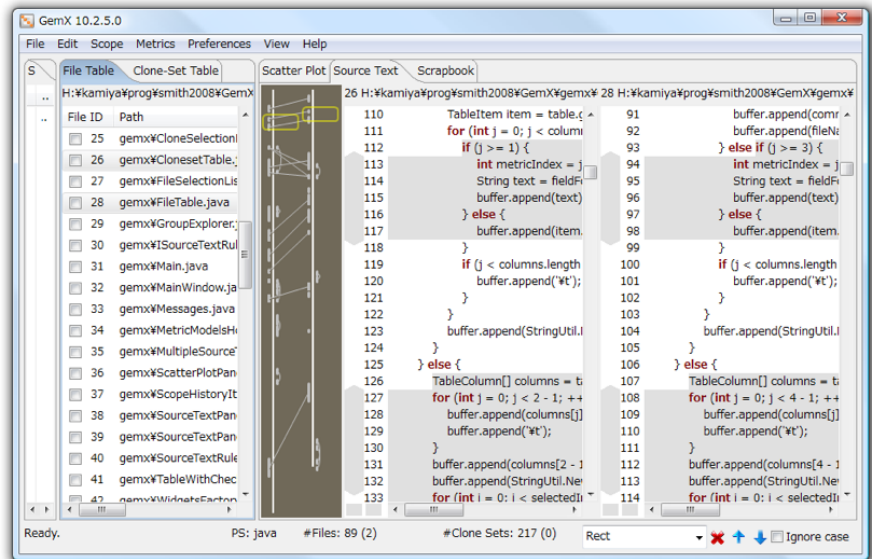 GemX 10.2.5.0
File Edit Scope Metrics Preferences View Help
S File Table Clone-Set Table Scatter Plot Source Text Scrapbook
.. H:¥kamiya¥prog¥smith2008¥GemX 26 H:¥kamiya¥prog¥smith2008¥GemX¥gemx¥ 28 H:¥kamiya¥prog¥smith2008¥GemX¥gemx¥
..
File ID Path
25 gemx¥CloneSelectionI
26 gemx¥ClonesetTable.j
27 gemx¥FileSelectionLis
28 gemx¥FileTable.java
29 gemx¥GroupExplorer.j
30 gemx¥ISourceTextRul
31 gemx¥Main.java
32 gemx¥MainWindow.ja
33 gemx¥Messages.java
34 gemx¥MetricModelsHo
35 gemx¥MultipleSource
36 gemx¥ScatterPlotPan
37 gemx¥ScopeHistoryIt
38 gemx¥SourceTextPan
39 gemx¥SourceTextPan
40 gemx¥SourceTextRule
41 gemx¥TableWithChec
42 gemx¥WidgetsFactory
110 TableItem item = table.g
111 for (int j = 0; j < colum
112 if (j >= 1) {
113 int metricIndex = j
114 String text = fieldF
115 buffer.append(text)
116 } else {
117 buffer.append(item.
118 }
119 if (j < columns.length
120 buffer.append('¥t');
121 }
122 }
123 buffer.append(StringUtil.
124 }
125 } else {
126 TableColumn[] columns = ta
127 for (int j = 0; j < 2 - 1; ++
128 buffer.append(columns[j]
129 buffer.append('¥t');
130 }
131 buffer.append(columns[2 - 1
132 buffer.append(StringUtil.Ne
133 for (int i = 0; i < selectedI
91 buffer.append(comm
92 buffer.append(fileNa
93 } else if (j >= 3) {
94 int metricIndex = j
95 String text = fieldF
96 buffer.append(text)
97 } else {
98 buffer.append(item.
99 }
100 if (j < columns.length
101 buffer.append('¥t');
102 }
103 }
104 buffer.append(StringUtil.
105 }
106 } else {
107 TableColumn[] columns = ta
108 for (int j = 0; j < 4 - 1; ++
109 buffer.append(columns[j]
110 buffer.append('¥t');
111 }
112 buffer.append(columns[4 - 1
113 buffer.append(StringUtil.Ne
114 for (int i = 0; i < selectedI
Ready. PS: java #Files: 89 (2) #Clone Sets: 217 (0) Rect Ignore case